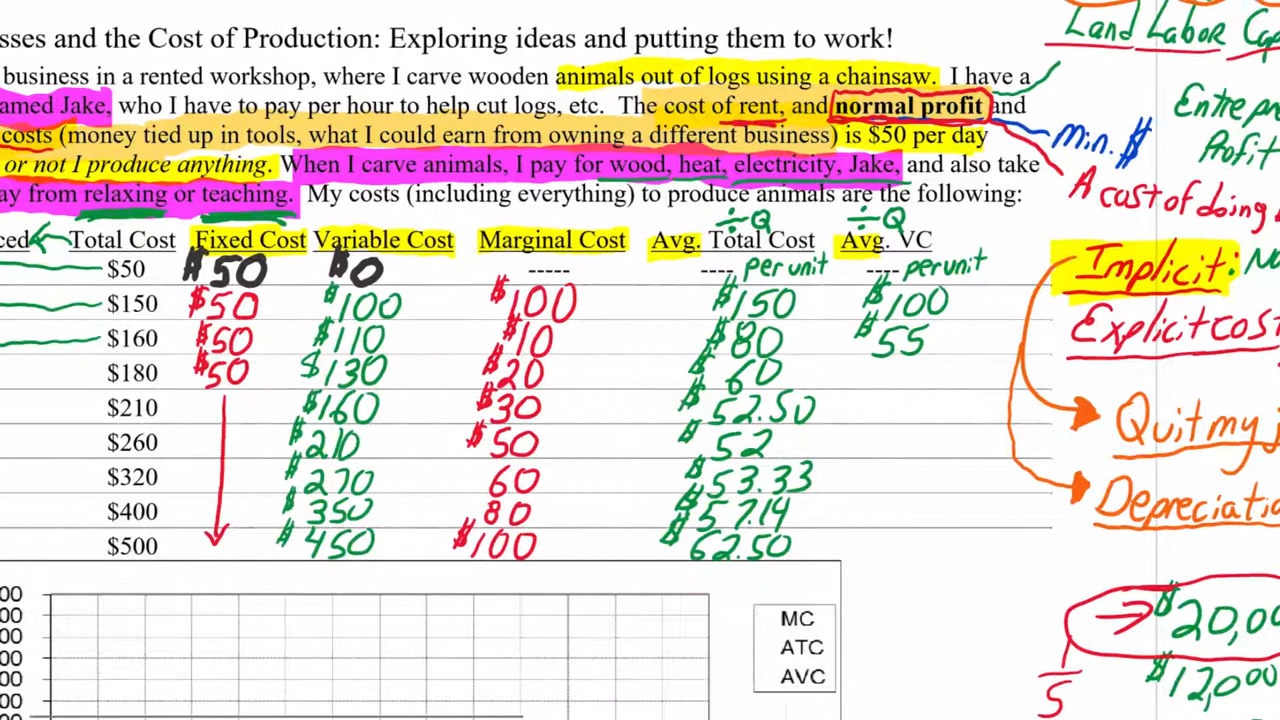 Land Labor Cap
sses and the Cost of Production: Exploring ideas and putting them to work!
business in a rented workshop, where I carve wooden animals out of logs using a chainsaw. I have a
amed Jake, who I have to pay per hour to help cut logs, etc. The cost of rent, and normal profit and
costs (money tied up in tools, what I could earn from owning a different business) is $50 per day
or not I produce anything. When I carve animals, I pay for wood, heat, electricity, Jake, and also take
ay from relaxing or teaching. My costs (including everything) to produce animals are the following:
Entrepr
Profit
min. $
A cost of doing
÷Q ÷Q
ced Total Cost Fixed Cost Variable Cost Marginal Cost Avg. Total Cost Avg. VC
$50 $50 $0 ----- ---- per unit ---- per unit
$150 $50 $100 $100 $150 $100
$160 $50 $110 $10 $80 $55
$180 $50 $130 $20 $60
$210 $160 $30 $52.50
$260 $210 $50 $52
$320 $270 60 $53.33
$400 $350 80 $57.14
$500 $450 $100 $62.50
Implicit:
Explicit cost
Quit my j
Depreciatio
MC
ATC
AVC
$20,00
$12,000
5